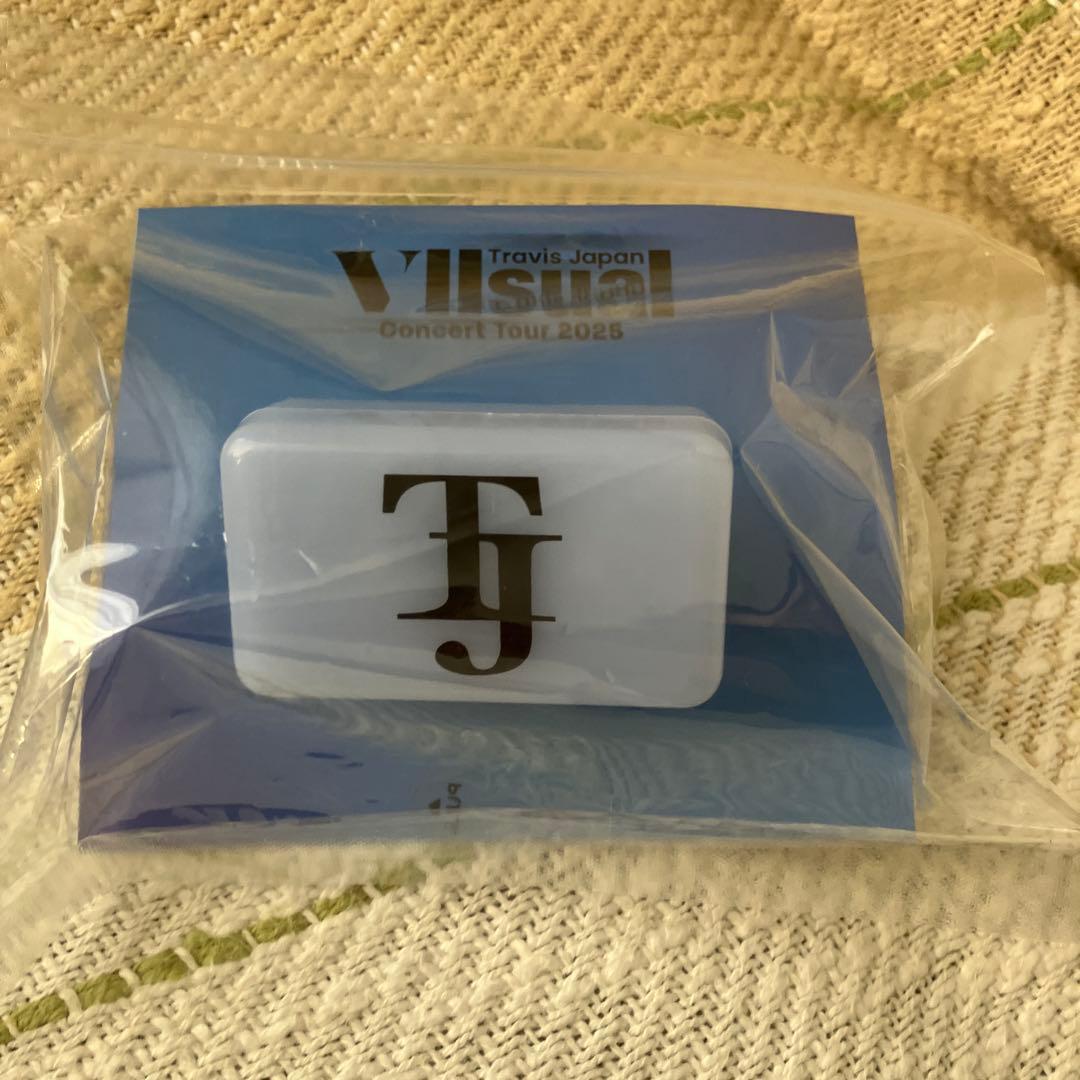 Travis Japan
VIIsual
Concert Tour 2025
TJ